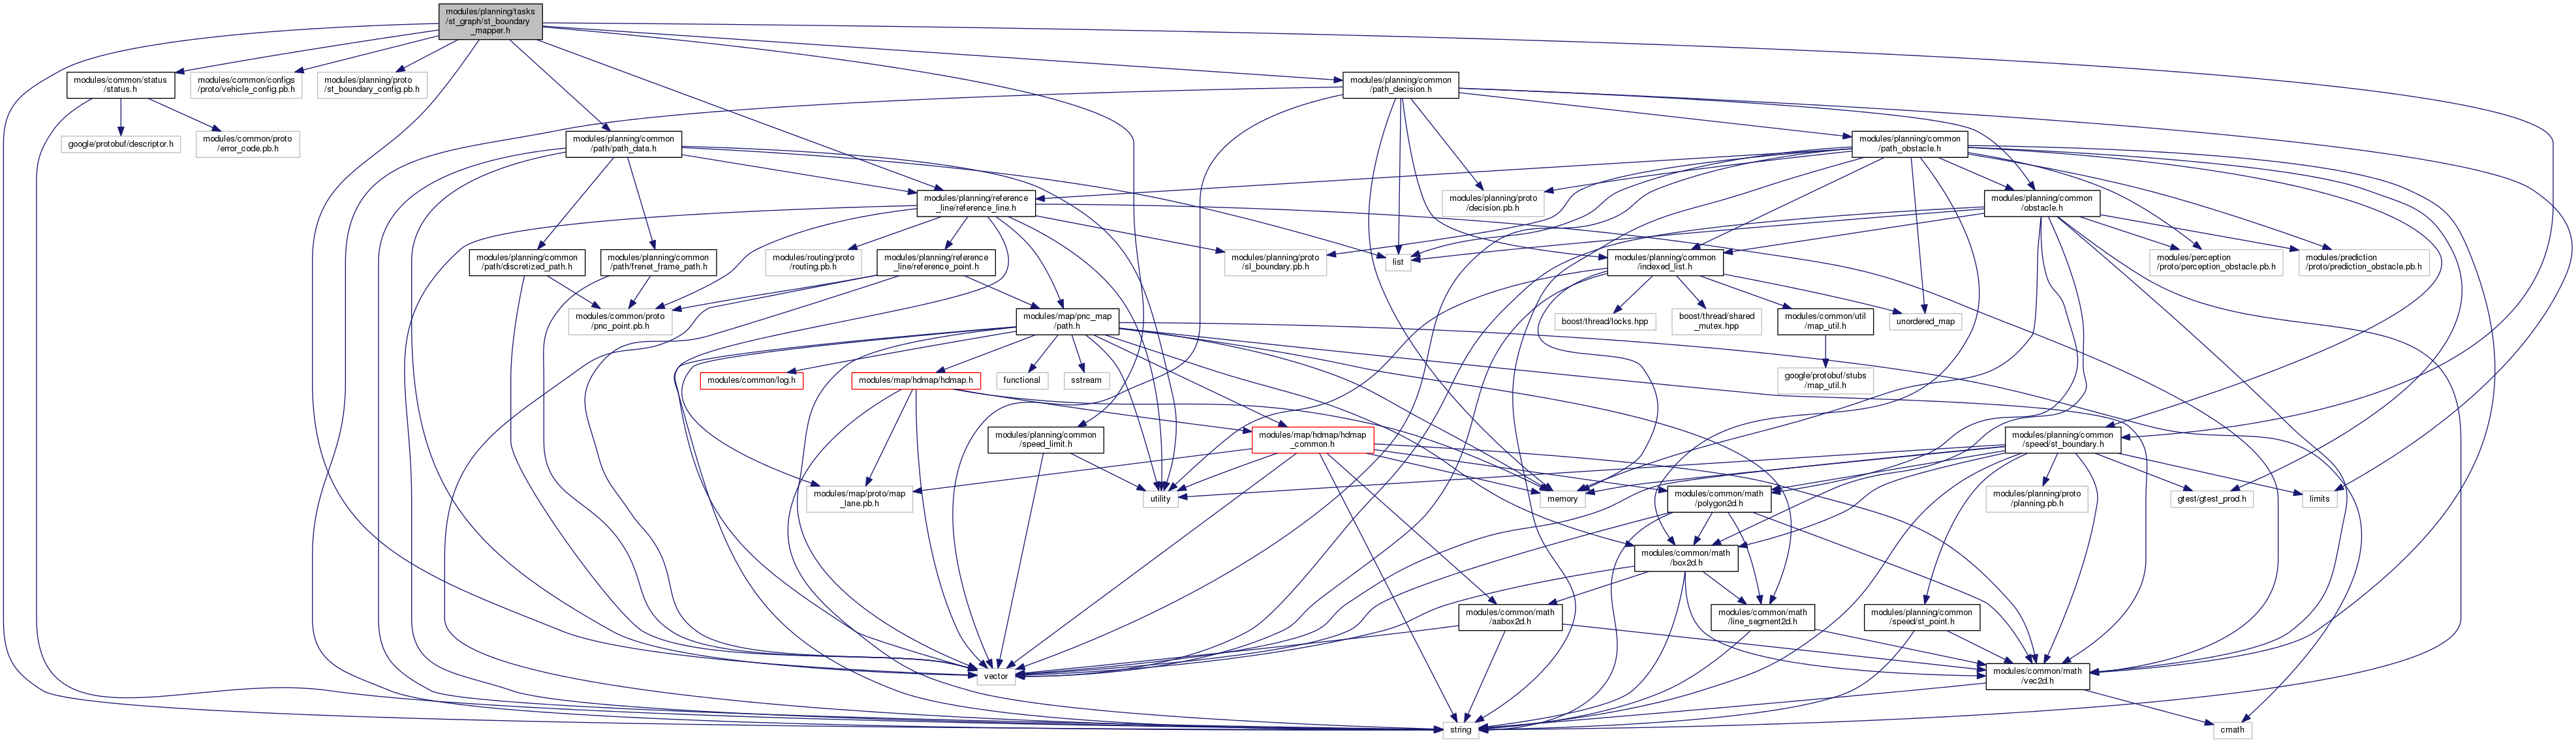 modules/planning/tasks
/st_graph/st_boundary
_mapper.h
modules/common/status
/status.h
modules/common/configs
/proto/vehicle_config.pb.h
modules/planning/proto
/st_boundary_config.pb.h
modules/planning/common
/path_decision.h
google/protobuf/descriptor.h
modules/common/proto
/error_code.pb.h
modules/planning/common
/path/path_data.h
modules/planning/common
/path_obstacle.h
modules/planning/reference
_line/reference_line.h
modules/planning/proto
/decision.pb.h
modules/planning/common
/obstacle.h
modules/planning/common
/path/discretized_path.h
modules/planning/common
/path/frenet_frame_path.h
modules/routing/proto
/routing.pb.h
modules/planning/reference
_line/reference_point.h
modules/planning/proto
/sl_boundary.pb.h
list
modules/planning/common
/indexed_list.h
modules/perception
/proto/perception_obstacle.pb.h
modules/prediction
/proto/prediction_obstacle.pb.h
modules/common/proto
/pnc_point.pb.h
modules/map/pnc_map
/path.h
boost/thread/locks.hpp
boost/thread/shared
_mutex.hpp
modules/common/util
/map_util.h
unordered_map
modules/common/log.h
modules/map/hdmap/hdmap.h
functional
sstream
google/protobuf/stubs
/map_util.h
modules/planning/common
/speed_limit.h
modules/map/hdmap/hdmap
_common.h
modules/planning/common
/speed/st_boundary.h
modules/map/proto/map
_lane.pb.h
utility
memory
modules/common/math
/polygon2d.h
modules/planning/proto
/planning.pb.h
gtest/gtest_prod.h
limits
modules/common/math
/box2d.h
modules/common/math
/aabox2d.h
modules/common/math
/line_segment2d.h
modules/planning/common
/speed/st_point.h
vector
modules/common/math
/vec2d.h
string
cmath